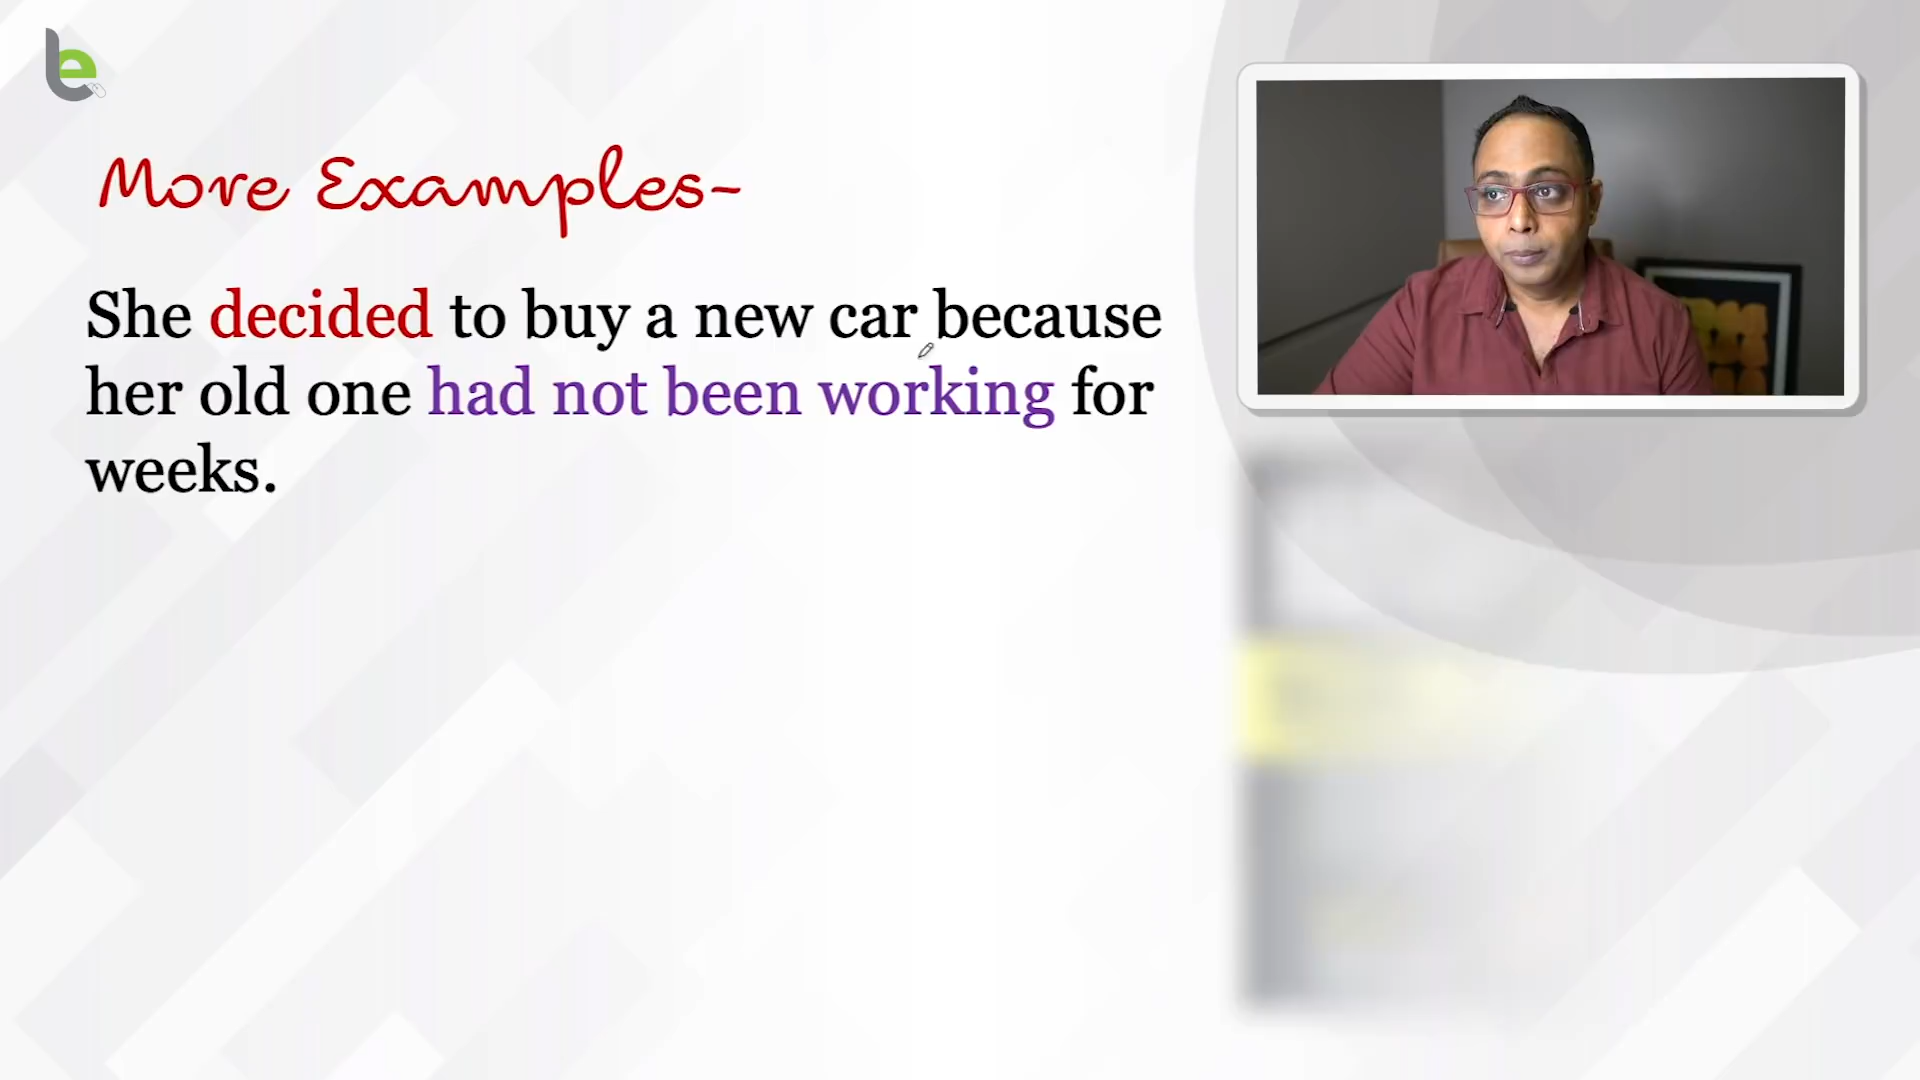 More Examples-
She decided to buy a new car because
her old one had not been working for
weeks.